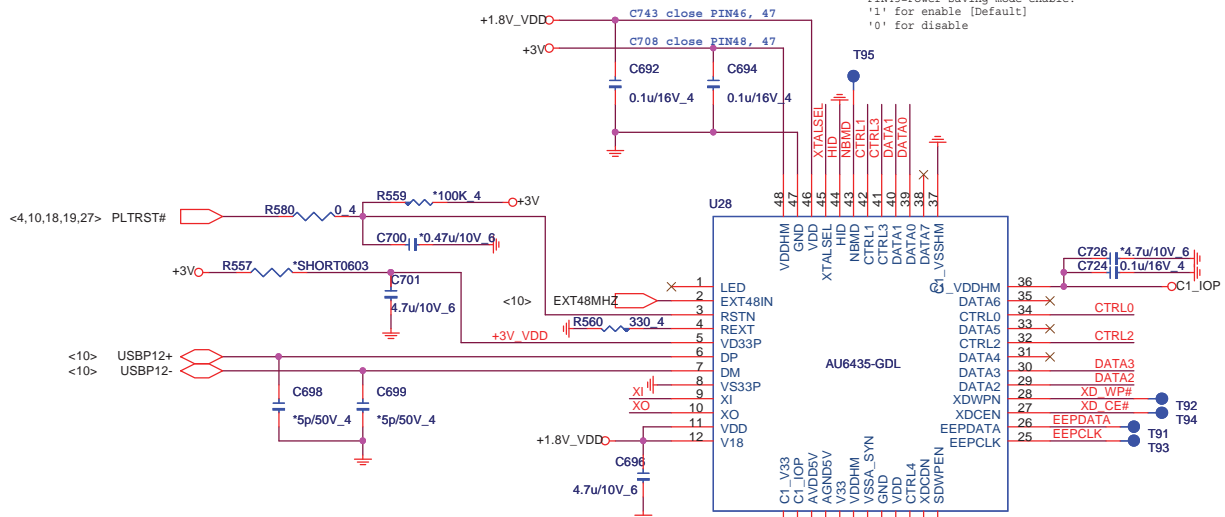 '1' for enable [Default]
'0' for disable
+1.8V_VDD
C743 close PIN46, 47
+3V
C708 close PIN48, 47
T95
C692
0.1u/16V_4
C694
0.1u/16V_4
XTALSEL
HID
NBMD
CTRL1
CTRL3
DATA1
DATA0
<4,10,18,19,27> PLTRST#
R580
0_4
R559
*100K_4
+3V
C700
*0.47u/10V_6
+3V
R557
*SHORT0603
C701
4.7u/10V_6
<10>
EXT48MHZ
R560
330_4
+3V_VDD
<10> USBP12+
<10> USBP12-
C698
*5p/50V_4
C699
*5p/50V_4
XI
XO
+1.8V_VDD
C696
4.7u/10V_6
U28
AU6435-GDL
48
47
46
45
44
43
42
41
40
39
38
37
VDDHM
GND
VDD
XTALSEL
HID
NBMD
CTRL1
CTRL3
DATA1
DATA0
DATA7
C1_VSSHM
1 LED
2 EXT48IN
3 RSTN
4 REXT
5 VD33P
6 DP
7 DM
8 VS33P
9 XI
10 XO
11 VDD
12 V18
C1_VDDHM 36
DATA6 35
CTRL0 34
DATA5 33
CTRL2 32
DATA4 31
DATA3 30
DATA2 29
XDWPN 28
XDCEN 27
EEPDATA 26
EEPCLK 25
C1_V33
C1_IOP
AVDD5V
AGND5V
V33
VDDHM
VSSA_SYN
GND
VDD
CTRL4
XDCDN
SDWPEN
C726
*4.7u/10V_6
C724
0.1u/16V_4
C1_IOP
CTRL0
CTRL2
DATA3
DATA2
XD_WP#
T92
XD_CE#
T94
EEPDATA
T91
EEPCLK
T93